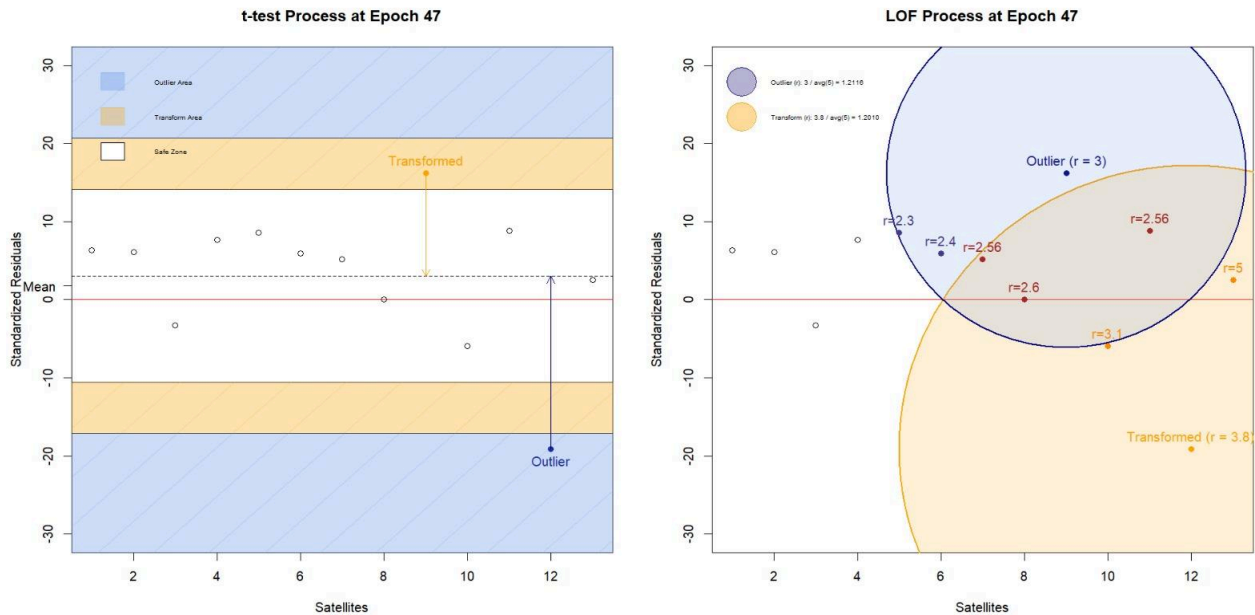 t-test Process at Epoch 47
Standardized Residuals
30
20
10
Mean
0
-10
-20
-30
Outlier Area
Transform Area
Safe Zone
Transformed
Outlier
2 4 6 8 10 12
Satellites
LOF Process at Epoch 47
Standardized Residuals
30
20
10
0
-10
-20
-30
Outlier (r): 3 / avg(5) = 1.2116
Transform (r): 3.8 / avg(5) = 1.2010
Outlier (r = 3)
r=2.3
r=2.4
r=2.56
r=2.56
r=2.6
r=5
r=3.1
Transformed (r = 3.8)
2 4 6 8 10 12
Satellites